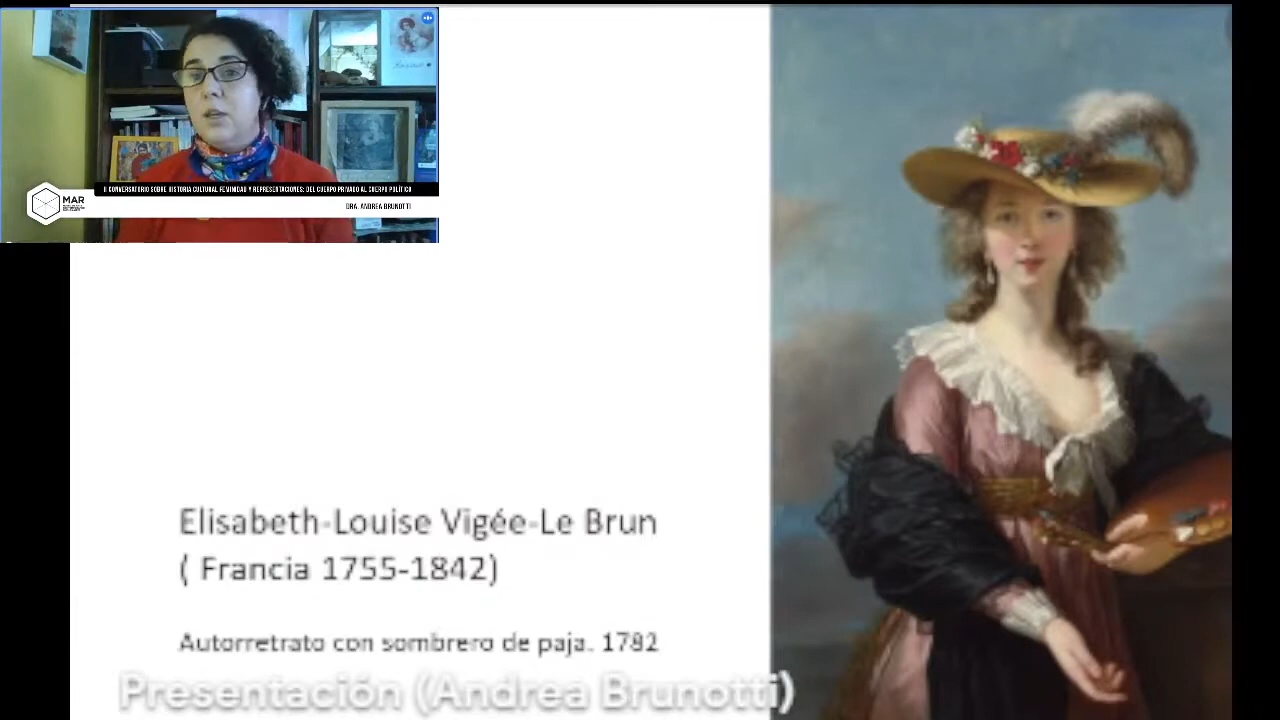 II CONVERSATORIO SOBRE HISTORIA CULTURAL FEMINIDAD Y REPRESENTACIONES: DEL CUERPO PRIVADO AL CUERPO POLÍTICO
MAR
DRA. ANDREA BRUNOTTI
Elisabeth-Louise Vigée-Le Brun
( Francia 1755-1842)
Autorretrato con sombrero de paja. 1782
Presentación (Andrea Brunotti)